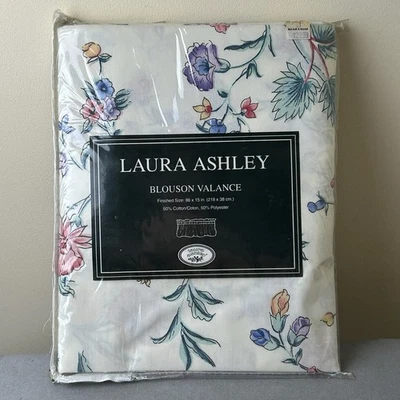 LAURA ASHLEY
BLOUSON VALANCE
Finished Size: 86 x 15 in. (218 x 38 cm.)
50% Cotton/Coton, 50% Polyester